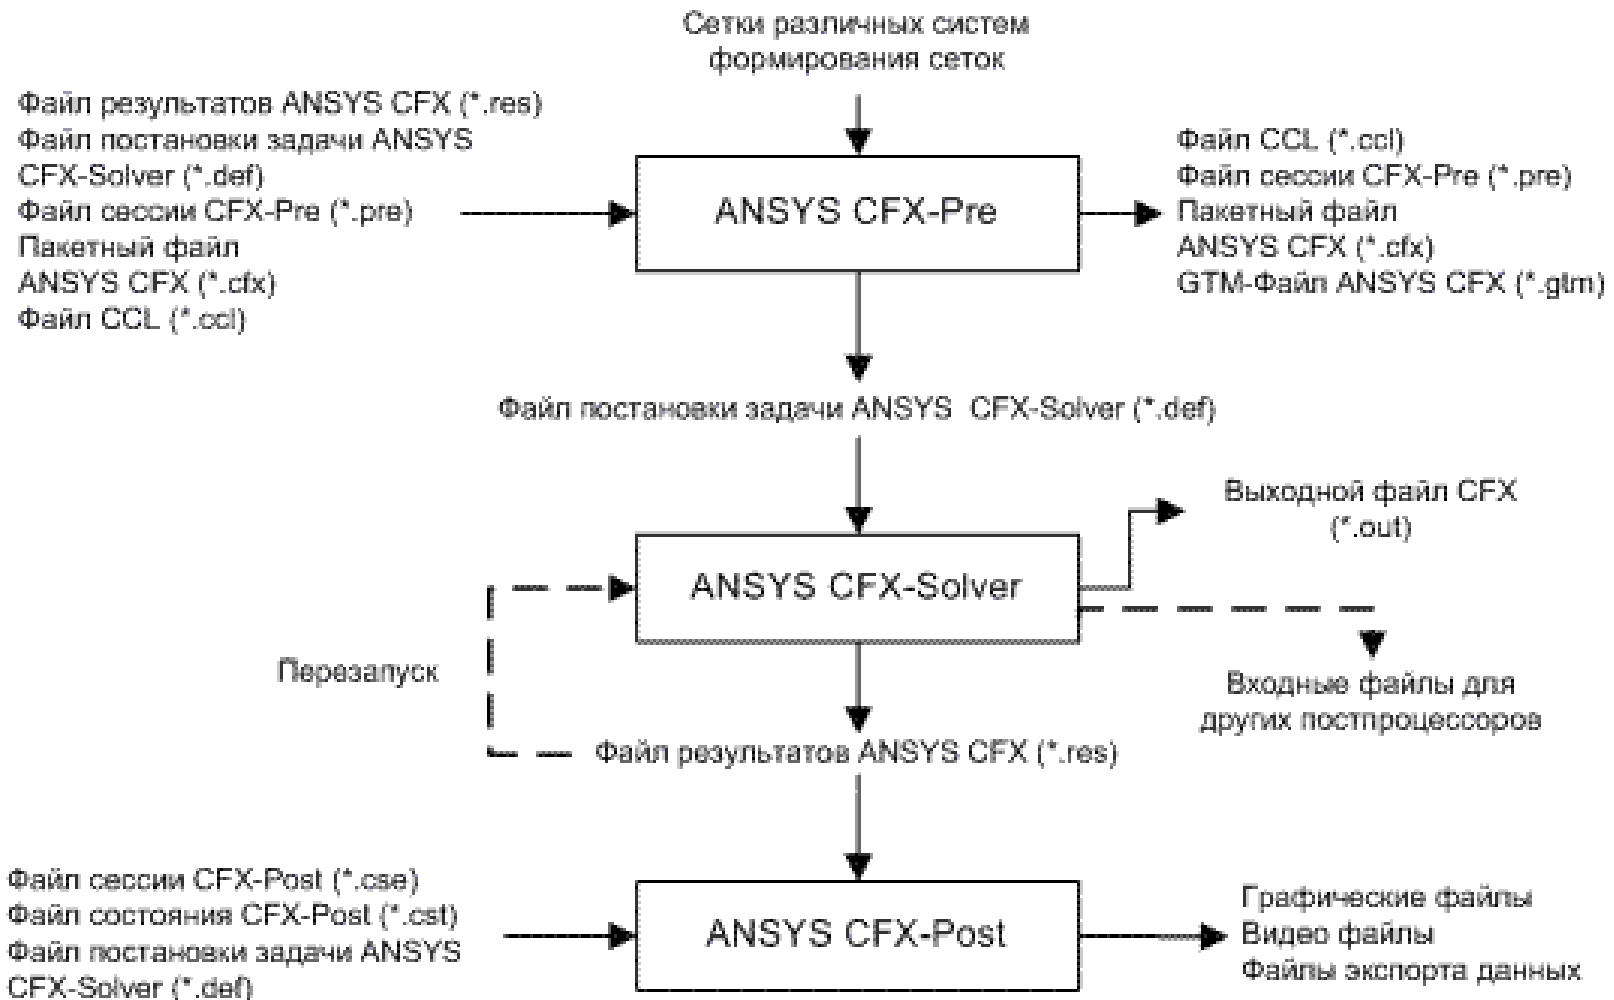 Сетки различных систем
формирования сеток
Файл результатов ANSYS CFX (*.res)
Файл постановки задачи ANSYS
CFX-Solver (*.def)
Файл сессии CFX-Pre (*.pre)
Пакетный файл
ANSYS CFX (*.cfx)
Файл CCL (*.ccl)
ANSYS CFX-Pre
Файл CCL (*.ccl)
Файл сессии CFX-Pre (*.pre)
Пакетный файл
ANSYS CFX (*.cfx)
GTM-Файл ANSYS CFX (*.gtm)
Файл постановки задачи ANSYS CFX-Solver (*.def)
Выходной файл CFX
(*.out)
ANSYS CFX-Solver
Перезапуск
Входные файлы для
других постпроцессоров
Файл результатов ANSYS CFX (*.res)
Файл сессии CFX-Post (*.cse)
Файл состояния CFX-Post (*.cst)
Файл постановки задачи ANSYS
CFX-Solver (*.def)
ANSYS CFX-Post
Графические файлы
Видео файлы
Файлы экспорта данных